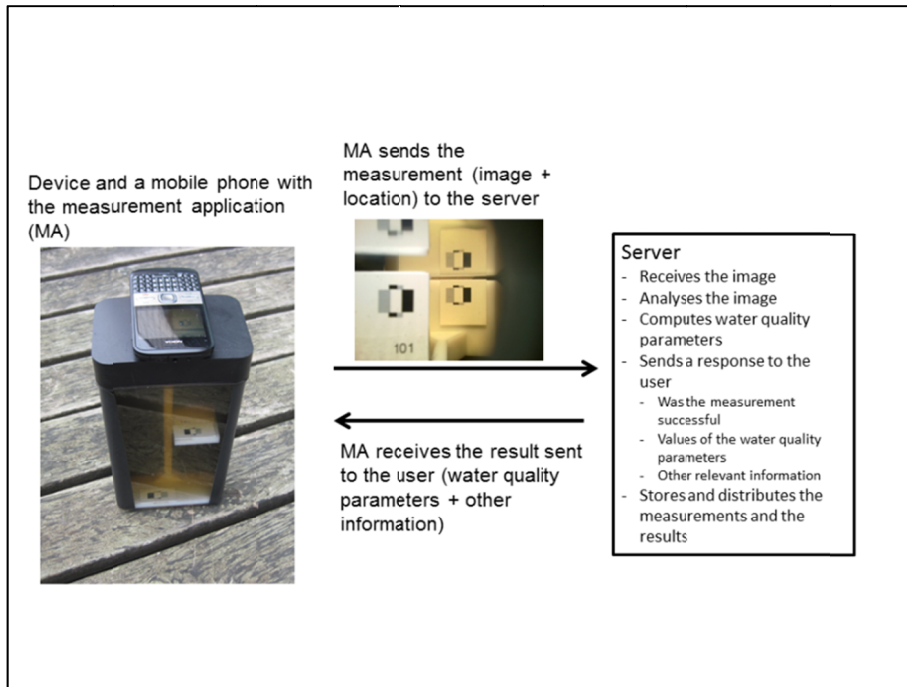 Device and a mobile phone with
the measurement application
(MA)
MA sends the
measurement (image +
location) to the server
101
MA receives the result sent
to the user (water quality
parameters + other
information)
Server
- Receives the image
- Analyses the image
- Computes water quality
parameters
- Sends a response to the
user
- Was the measurement
successful
- Values of the water quality
parameters
- Other relevant information
- Stores and distributes the
measurements and the
results